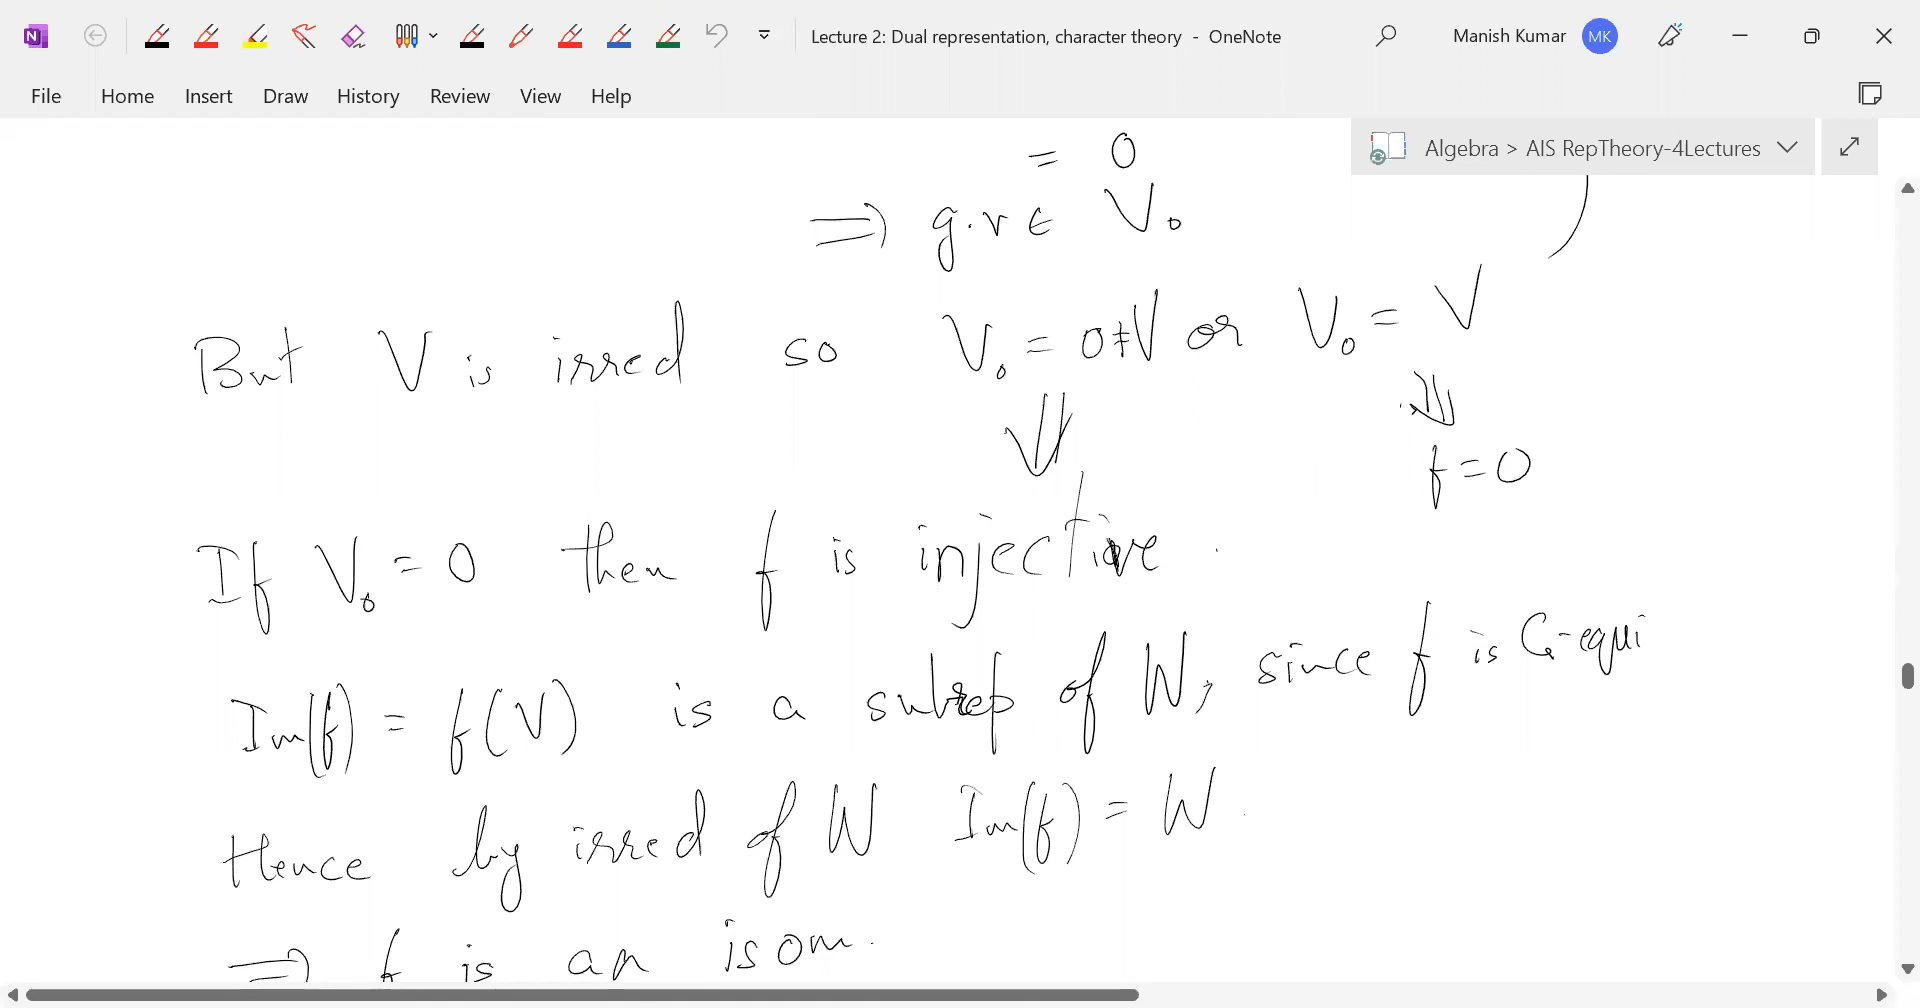 Lecture 2: Dual representation, character theory - OneNote
Manish Kumar MK
File Home Insert Draw History Review View Help
Algebra > AIS RepTheory-4Lectures
= 0
⟹ g.v ∈ V₀
But V is irred so V₀ = 0 ≠ V or V₀ = V
⇓ ⇓
f = 0
If V₀ = 0 then f is injective.
Im(f) = f(V) is a subrep of W, since f is G-equi
Hence by irred of W Im(f) = W.
⟹ f is an isom.